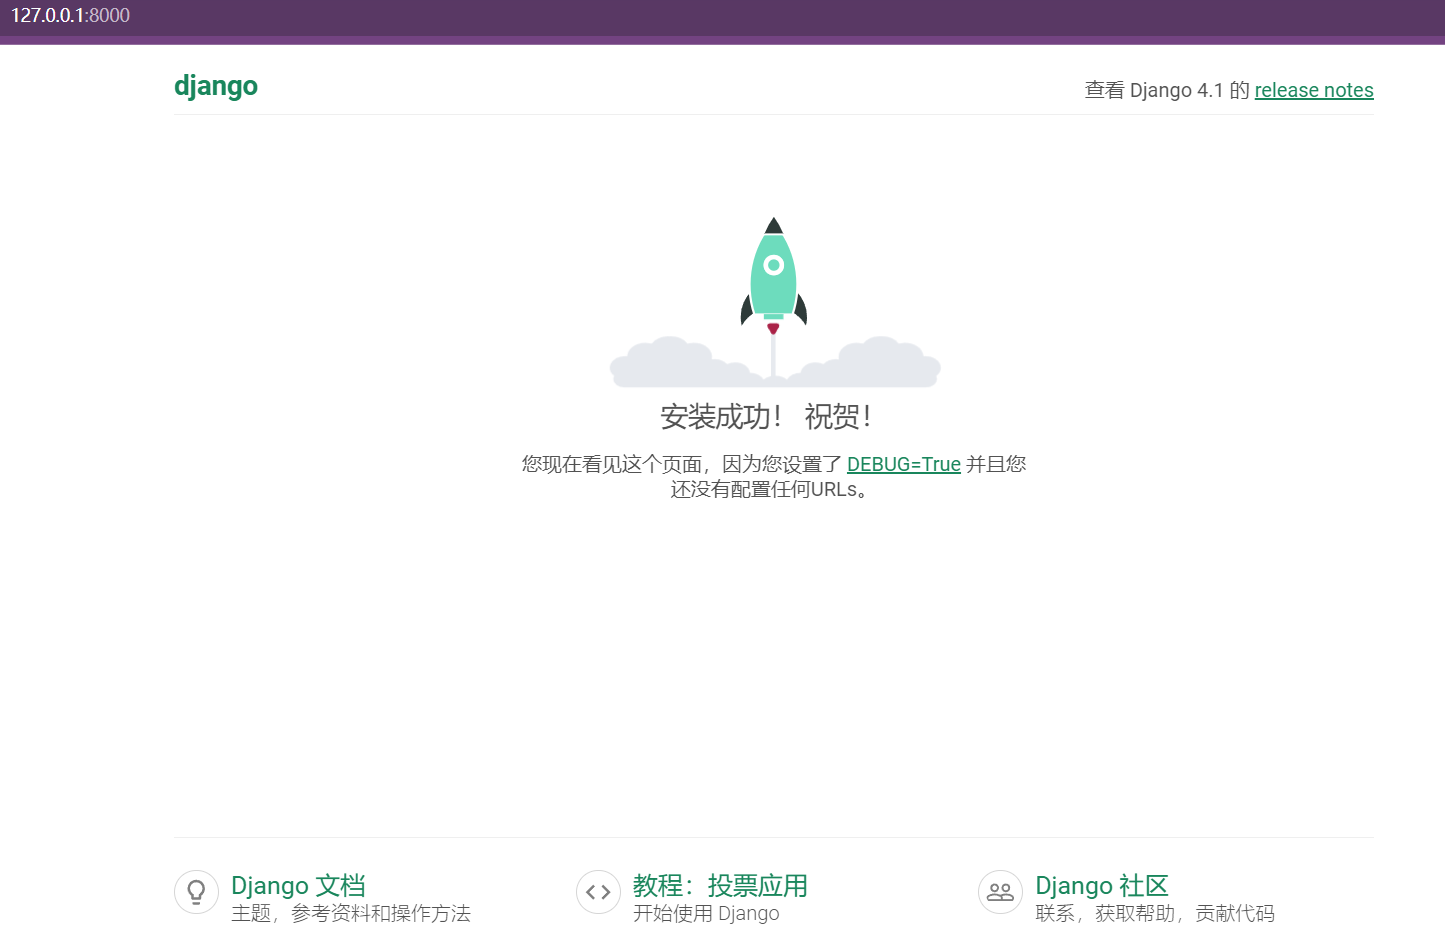 127.0.0.1:8000
django
查看 Django 4.1 的 release notes
安装成功！ 祝贺！
您现在看见这个页面，因为您设置了 DEBUG=True 并且您
还没有配置任何URLs。
Django 文档
主题，参考资料和操作方法
教程：投票应用
开始使用 Django
Django 社区
联系，获取帮助，贡献代码